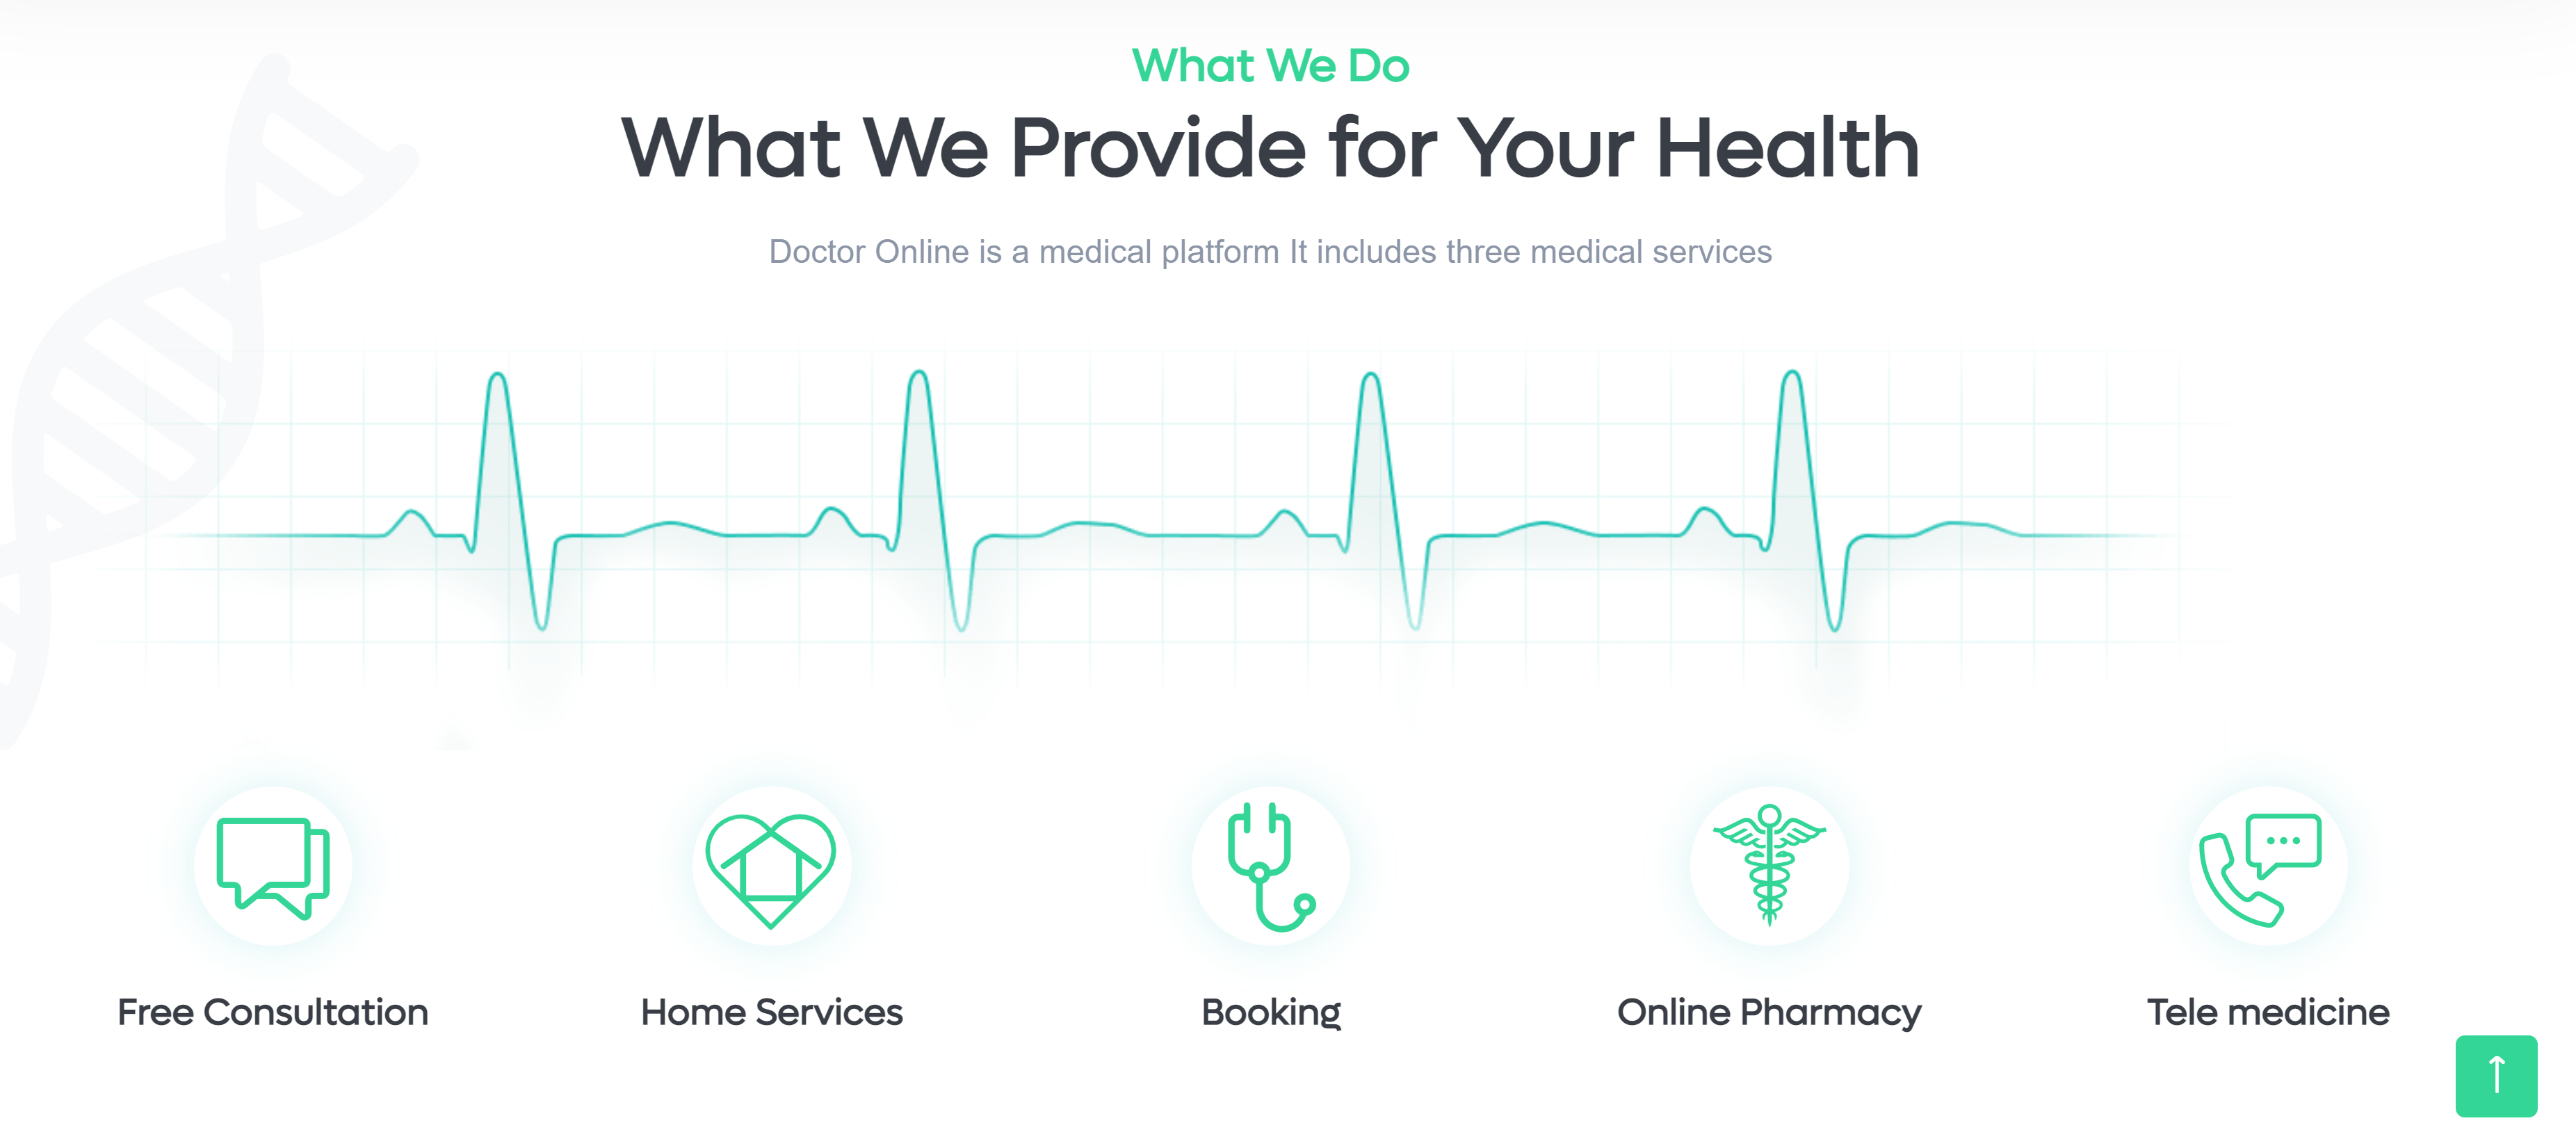 What We Do
What We Provide for Your Health
Doctor Online is a medical platform It includes three medical services
Free Consultation
Home Services
Booking
Online Pharmacy
Tele medicine